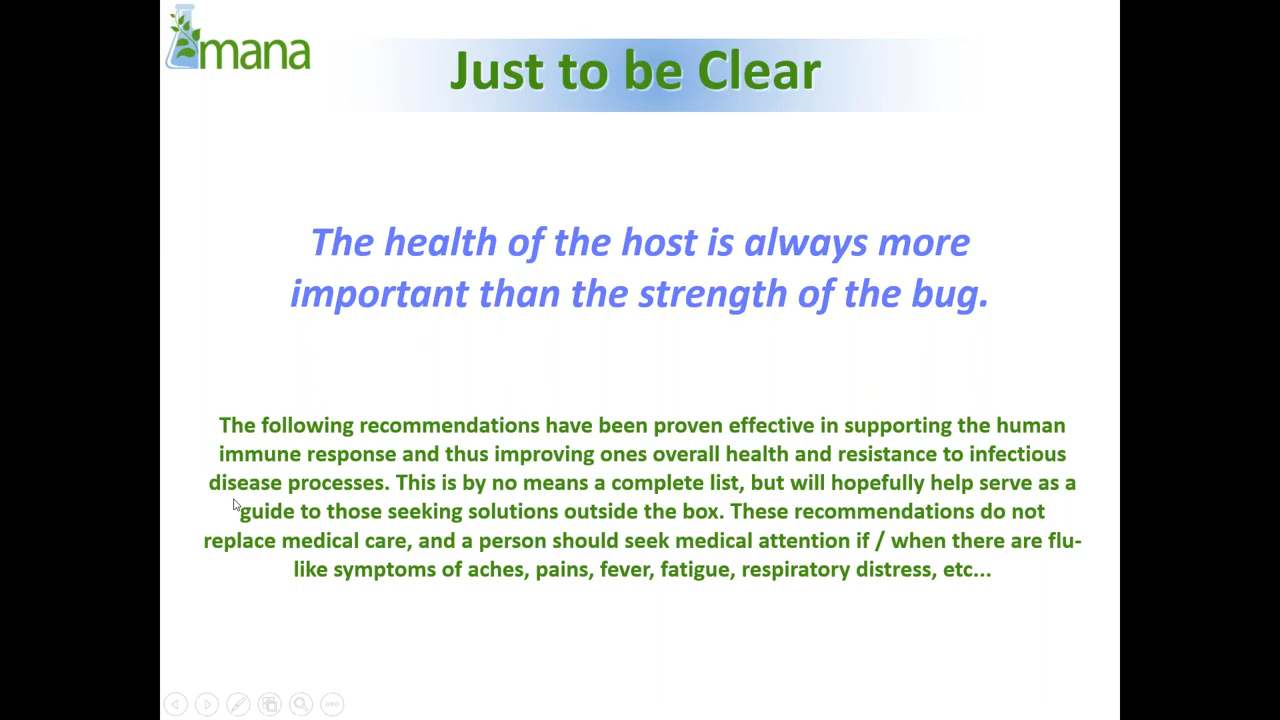 mana
Just to be Clear
The health of the host is always more
important than the strength of the bug.
The following recommendations have been proven effective in supporting the human
immune response and thus improving ones overall health and resistance to infectious
disease processes. This is by no means a complete list, but will hopefully help serve as a
guide to those seeking solutions outside the box. These recommendations do not
replace medical care, and a person should seek medical attention if / when there are flu-
like symptoms of aches, pains, fever, fatigue, respiratory distress, etc...